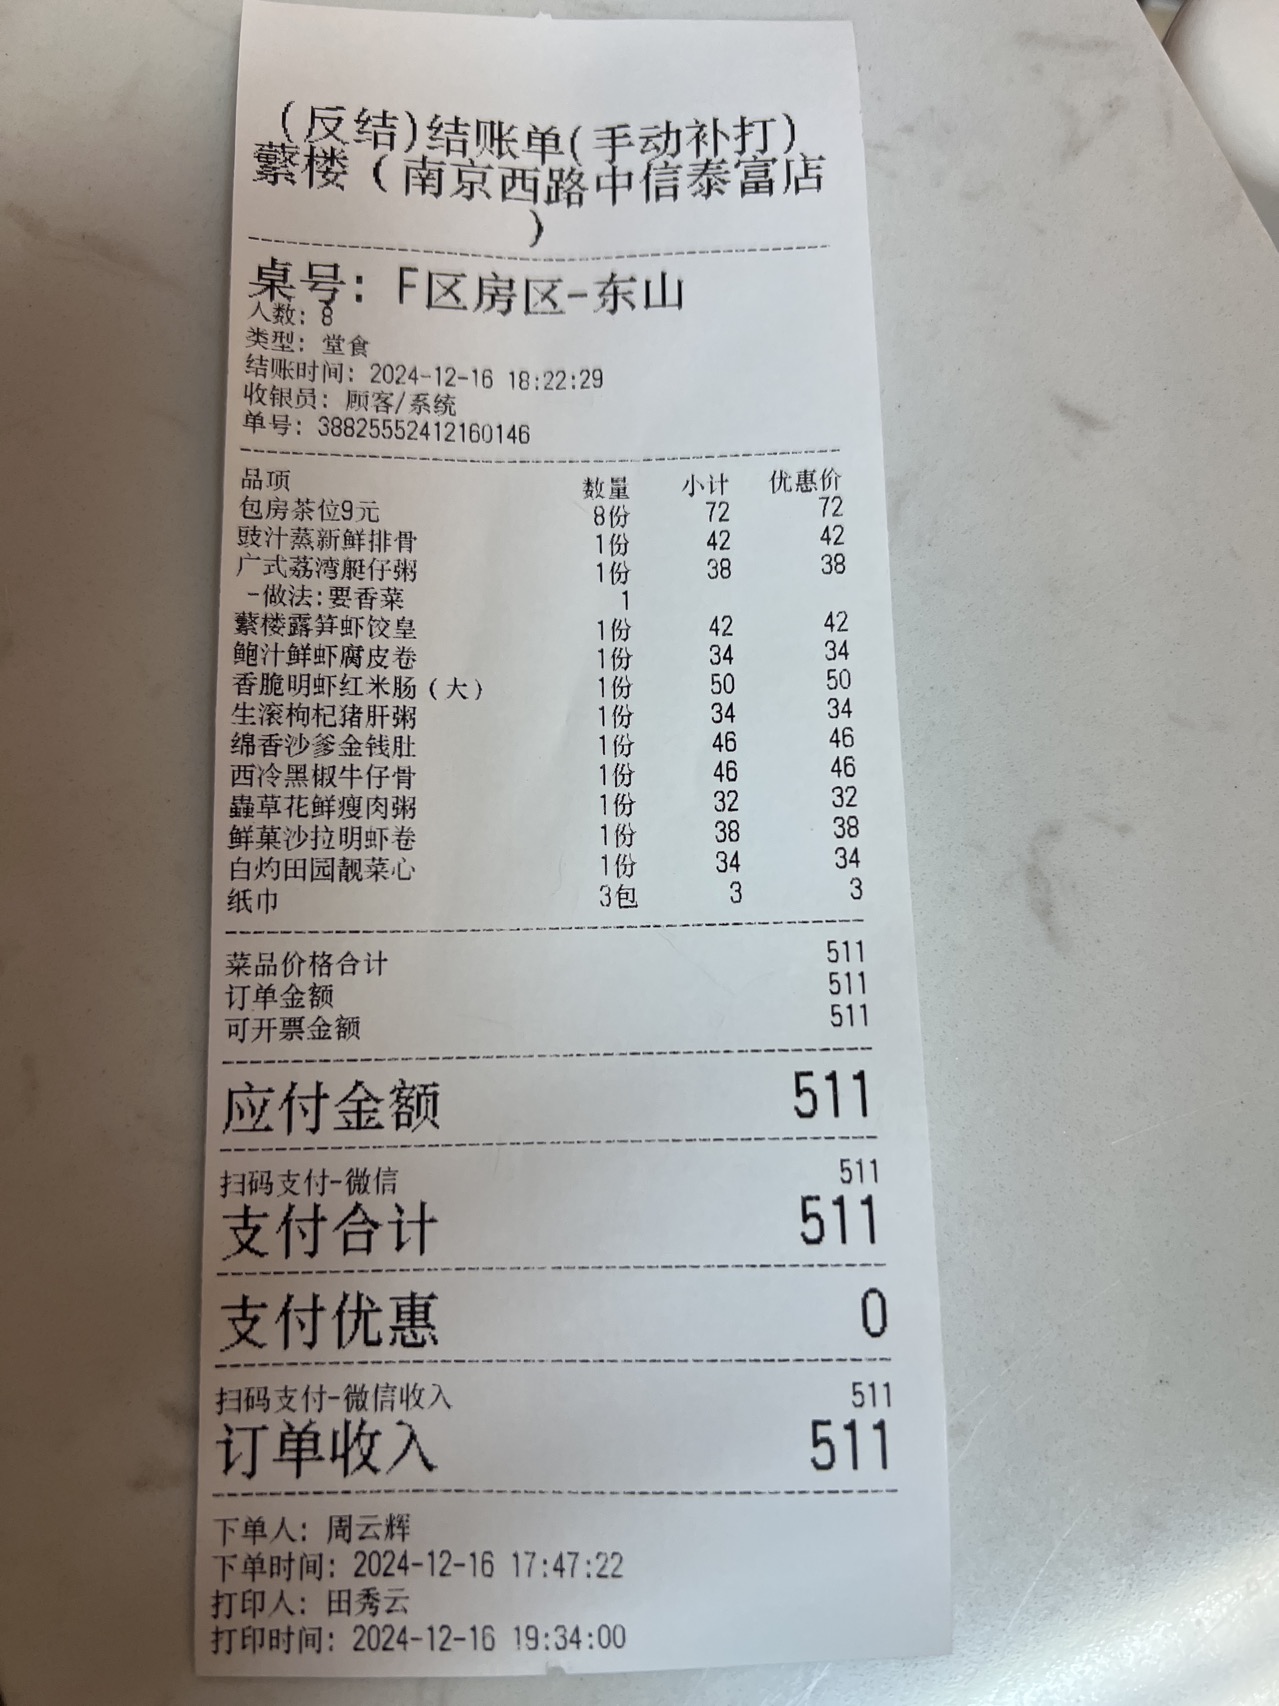 (反结)结账单(手动补打)
蘩楼（南京西路中信泰富店
）
桌号: F区房区-东山
人数: 8
类型: 堂食
结账时间: 2024-12-16 18:22:29
收银员: 顾客/系统
单号: 38825552412160146
品项 数量 小计 优惠价
包房茶位9元 8份 72 72
豉汁蒸新鲜排骨 1份 42 42
广式荔湾艇仔粥 1份 38 38
-做法:要香菜 1
蘩楼露笋虾饺皇 1份 42 42
鲍汁鲜虾腐皮卷 1份 34 34
香脆明虾红米肠（大） 1份 50 50
生滚枸杞猪肝粥 1份 34 34
绵香沙爹金钱肚 1份 46 46
西冷黑椒牛仔骨 1份 46 46
蟲草花鲜瘦肉粥 1份 32 32
鲜菓沙拉明虾卷 1份 38 38
白灼田园靓菜心 1份 34 34
纸巾 3包 3 3
菜品价格合计 511
订单金额 511
可开票金额 511
应付金额 511
扫码支付-微信 511
支付合计 511
支付优惠 0
扫码支付-微信收入 511
订单收入 511
下单人: 周云辉
下单时间: 2024-12-16 17:47:22
打印人: 田秀云
打印时间: 2024-12-16 19:34:00